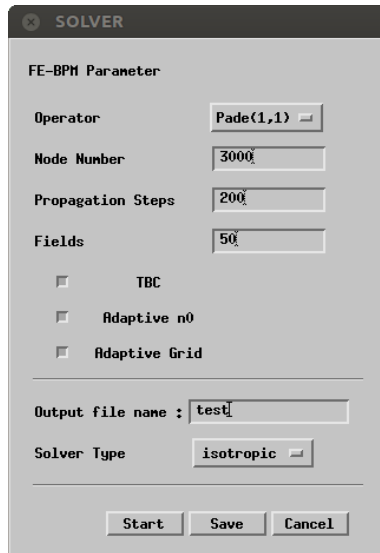 SOLVER
FE-BPM Parameter
Operator Pade(1,1)
Node Number 3000
Propagation Steps 200
Fields 50
TBC
Adaptive n0
Adaptive Grid
Output file name : test
Solver Type isotropic
Start Save Cancel